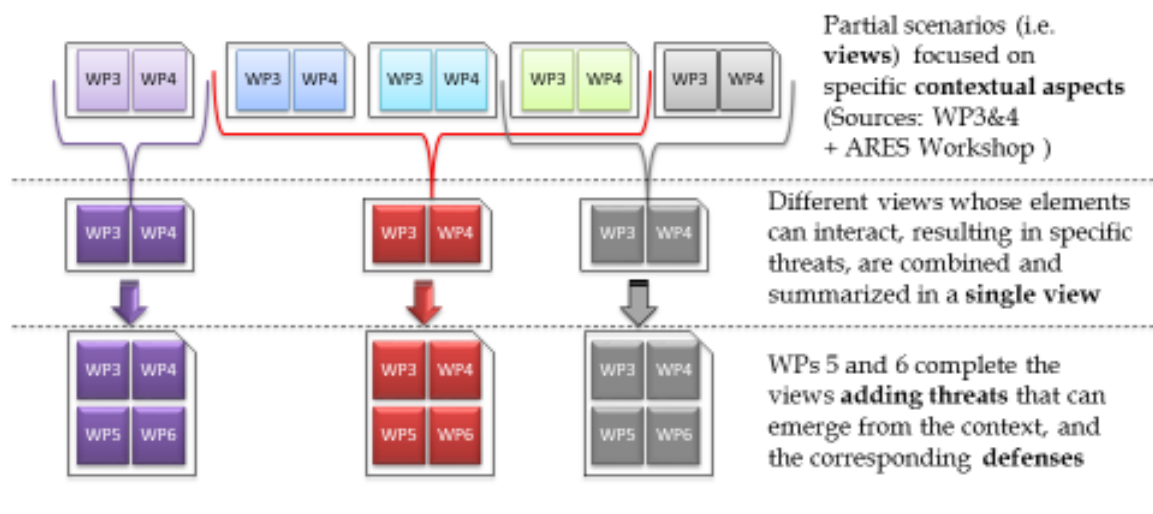 Partial scenarios (i.e.
views) focused on
specific contextual aspects
(Sources: WP3&4
+ ARES Workshop )
WP3 WP4 WP3 WP4 WP3 WP4 WP3 WP4 WP3 WP4
Different views whose elements
can interact, resulting in specific
threats, are combined and
summarized in a single view
WP3 WP4 WP3 WP4 WP3 WP4
WPs 5 and 6 complete the
views adding threats that can
emerge from the context, and
the corresponding defenses
WP3 WP4 WP3 WP4 WP3 WP4
WP5 WP6 WP5 WP6 WP5 WP6